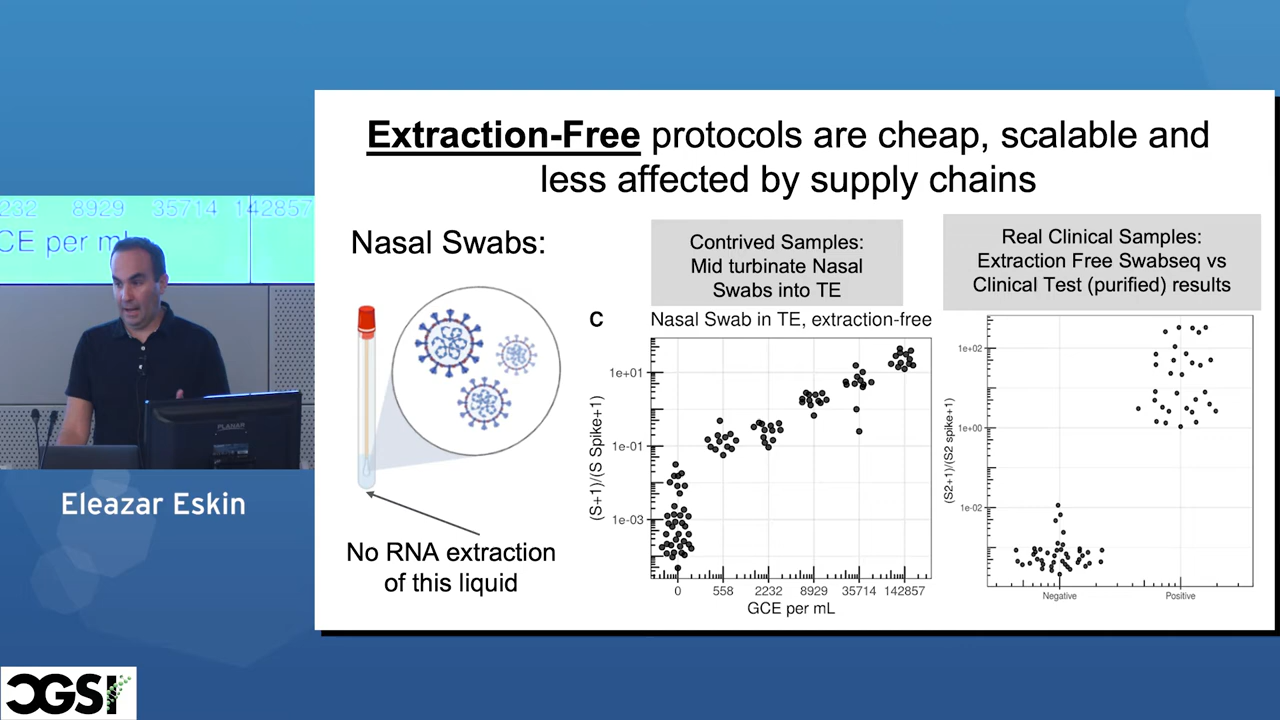 Extraction-Free protocols are cheap, scalable and
less affected by supply chains
232 8929 35714 142857
CE per mL
Nasal Swabs:
No RNA extraction
of this liquid
Contrived Samples:
Mid turbinate Nasal
Swabs into TE
C Nasal Swab in TE, extraction-free
(S+1)/(S Spike+1)
1e+01
1e-01
1e-03
0 558 2232 8929 35714 142857
GCE per mL
Real Clinical Samples:
Extraction Free Swabseq vs
Clinical Test (purified) results
(S2+1)/(S2 spike+1)
1e+02
1e+00
1e-02
Negative Positive
PLANAR
Eleazar Eskin
CGSI